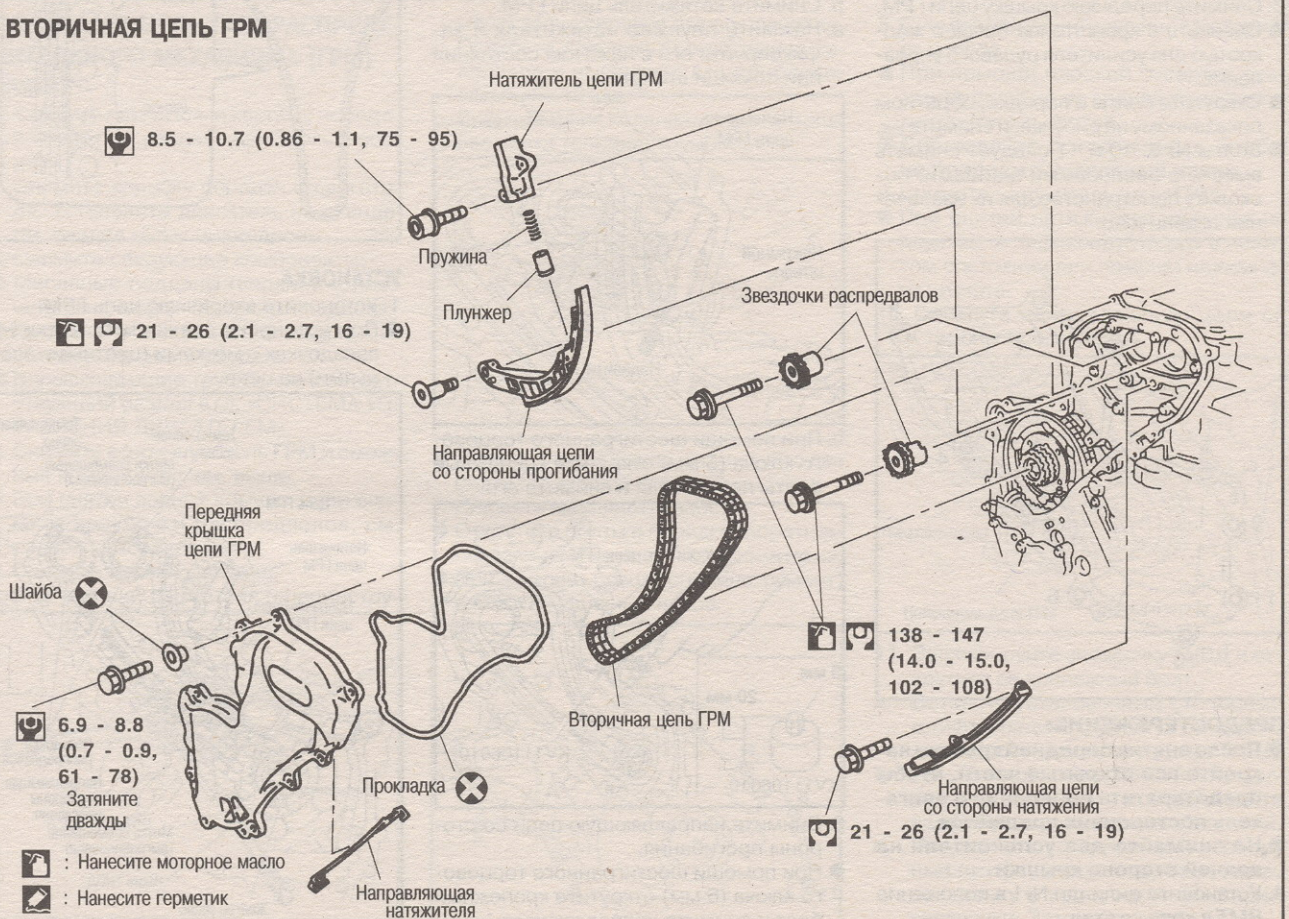 ВТОРИЧНАЯ ЦЕПЬ ГРМ
Натяжитель цепи ГРМ
8.5 - 10.7 (0.86 - 1.1, 75 - 95)
Пружина
Плунжер
Звездочки распредвалов
21 - 26 (2.1 - 2.7, 16 - 19)
Направляющая цепи
со стороны прогибания
Передняя
крышка
цепи ГРМ
Шайба
138 - 147
(14.0 - 15.0,
102 - 108)
Вторичная цепь ГРМ
6.9 - 8.8
(0.7 - 0.9,
61 - 78)
Затяните
дважды
Прокладка
Направляющая цепи
со стороны натяжения
21 - 26 (2.1 - 2.7, 16 - 19)
: Нанесите моторное масло
: Нанесите герметик
Направляющая
натяжителя